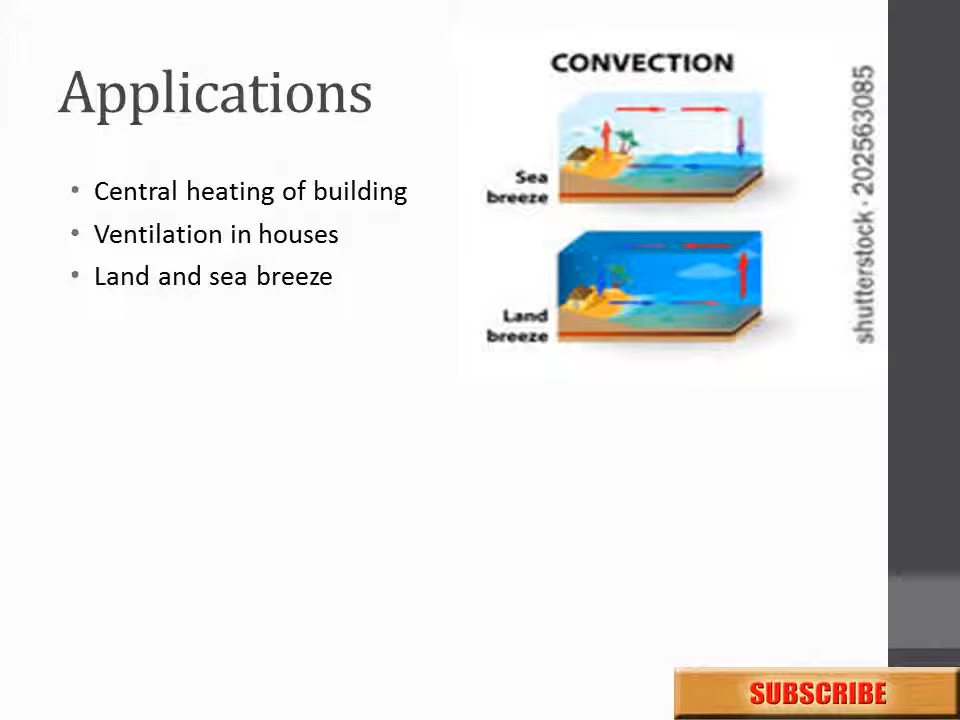 Applications
• Central heating of building
• Ventilation in houses
• Land and sea breeze
CONVECTION
Sea
breeze
Land
breeze
shutterstock · 202563085
SUBSCRIBE